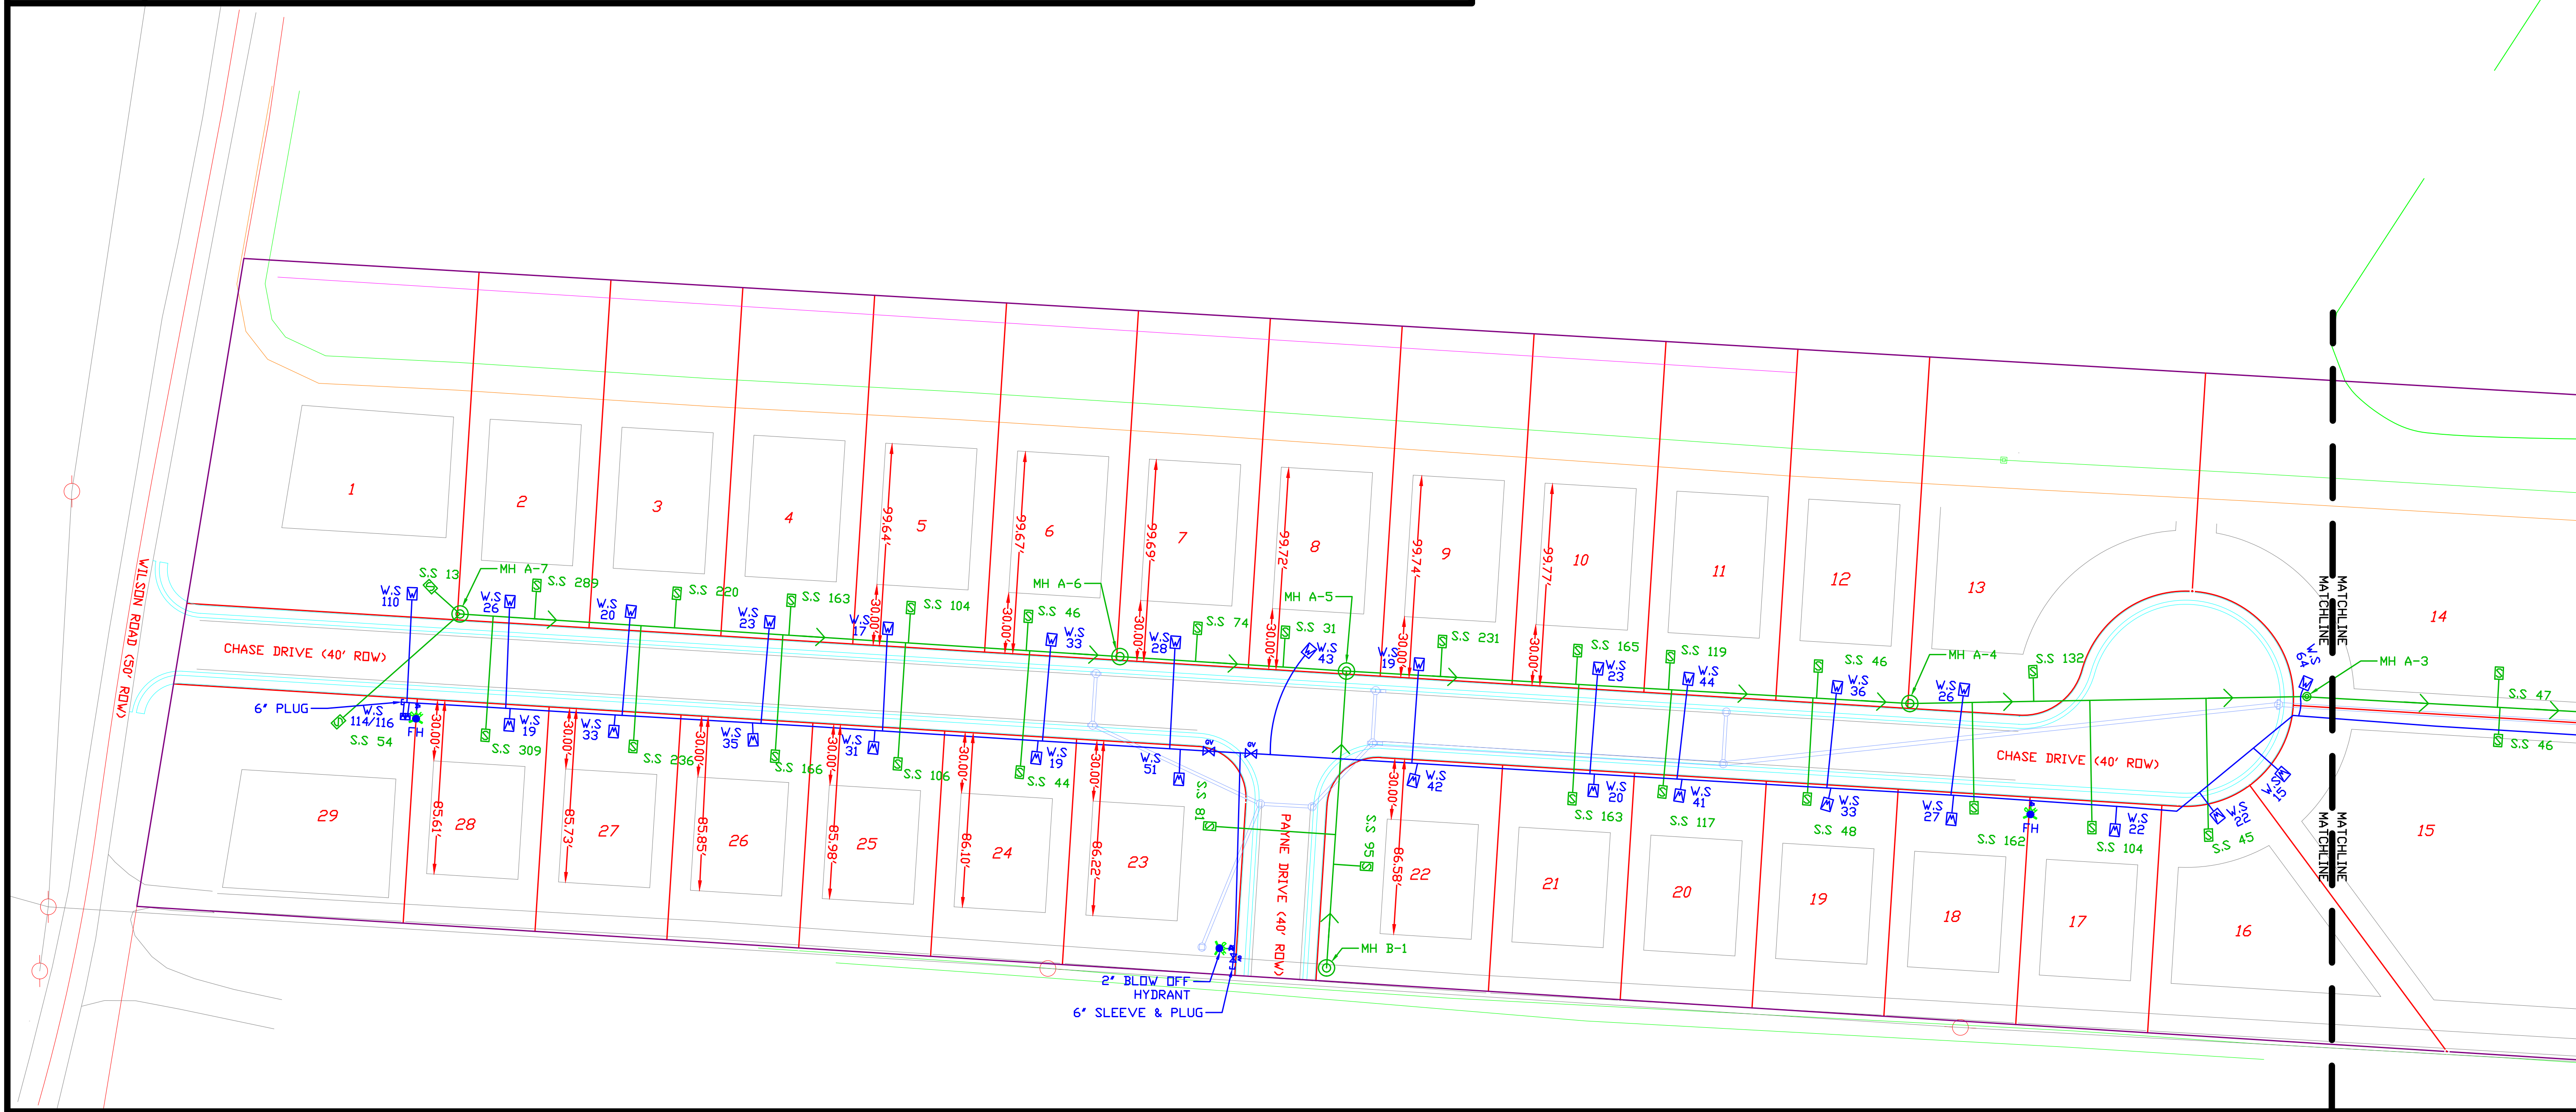 1
2
3
4
5
6
7
8
9
10
11
12
13
14
99.64'
99.67'
99.69'
99.72'
99.74'
99.77'
30.00'
30.00'
30.00'
30.00'
30.00'
30.00'
WILSON ROAD (50' ROW)
S.S 13
MH A-7
W.S
110
W.S
26
S.S 289
W.S
20
S.S 220
W.S
23
S.S 163
W.S
17
S.S 104
S.S 46
W.S
33
MH A-6
W.S
28
S.S 74
S.S 31
W.S
43
MH A-5
W.S
19
S.S 231
S.S 165
W.S
23
S.S 119
W.S
44
S.S 46
W.S
36
MH A-4
W.S
26
S.S 132
W.S
64
MH A-3
S.S 47
MATCHLINE
MATCHLINE
CHASE DRIVE (40' ROW)
CHASE DRIVE (40' ROW)
6" PLUG
W.S
114/116
FH
S.S 54
S.S 309
W.S
19
W.S
33
S.S 236
W.S
35
S.S 166
W.S
31
S.S 106
S.S 44
W.S
19
W.S
51
GV
GV
S.S 81
S.S 95
W.S
42
S.S 163
W.S
20
S.S 117
W.S
41
S.S 48
W.S
33
W.S
27
S.S 162
FH
S.S 104
W.S
22
S.S 45
W.S
22
W.S
15
S.S 46
30.00'
30.00'
30.00'
30.00'
30.00'
30.00'
30.00'
85.61'
85.73'
85.85'
85.98'
86.10'
86.22'
86.58'
29
28
27
26
25
24
23
22
21
20
19
18
17
16
15
MATCHLINE
MATCHLINE
PAYNE DRIVE (40' ROW)
MH B-1
2" BLOW OFF
HYDRANT
6" SLEEVE & PLUG